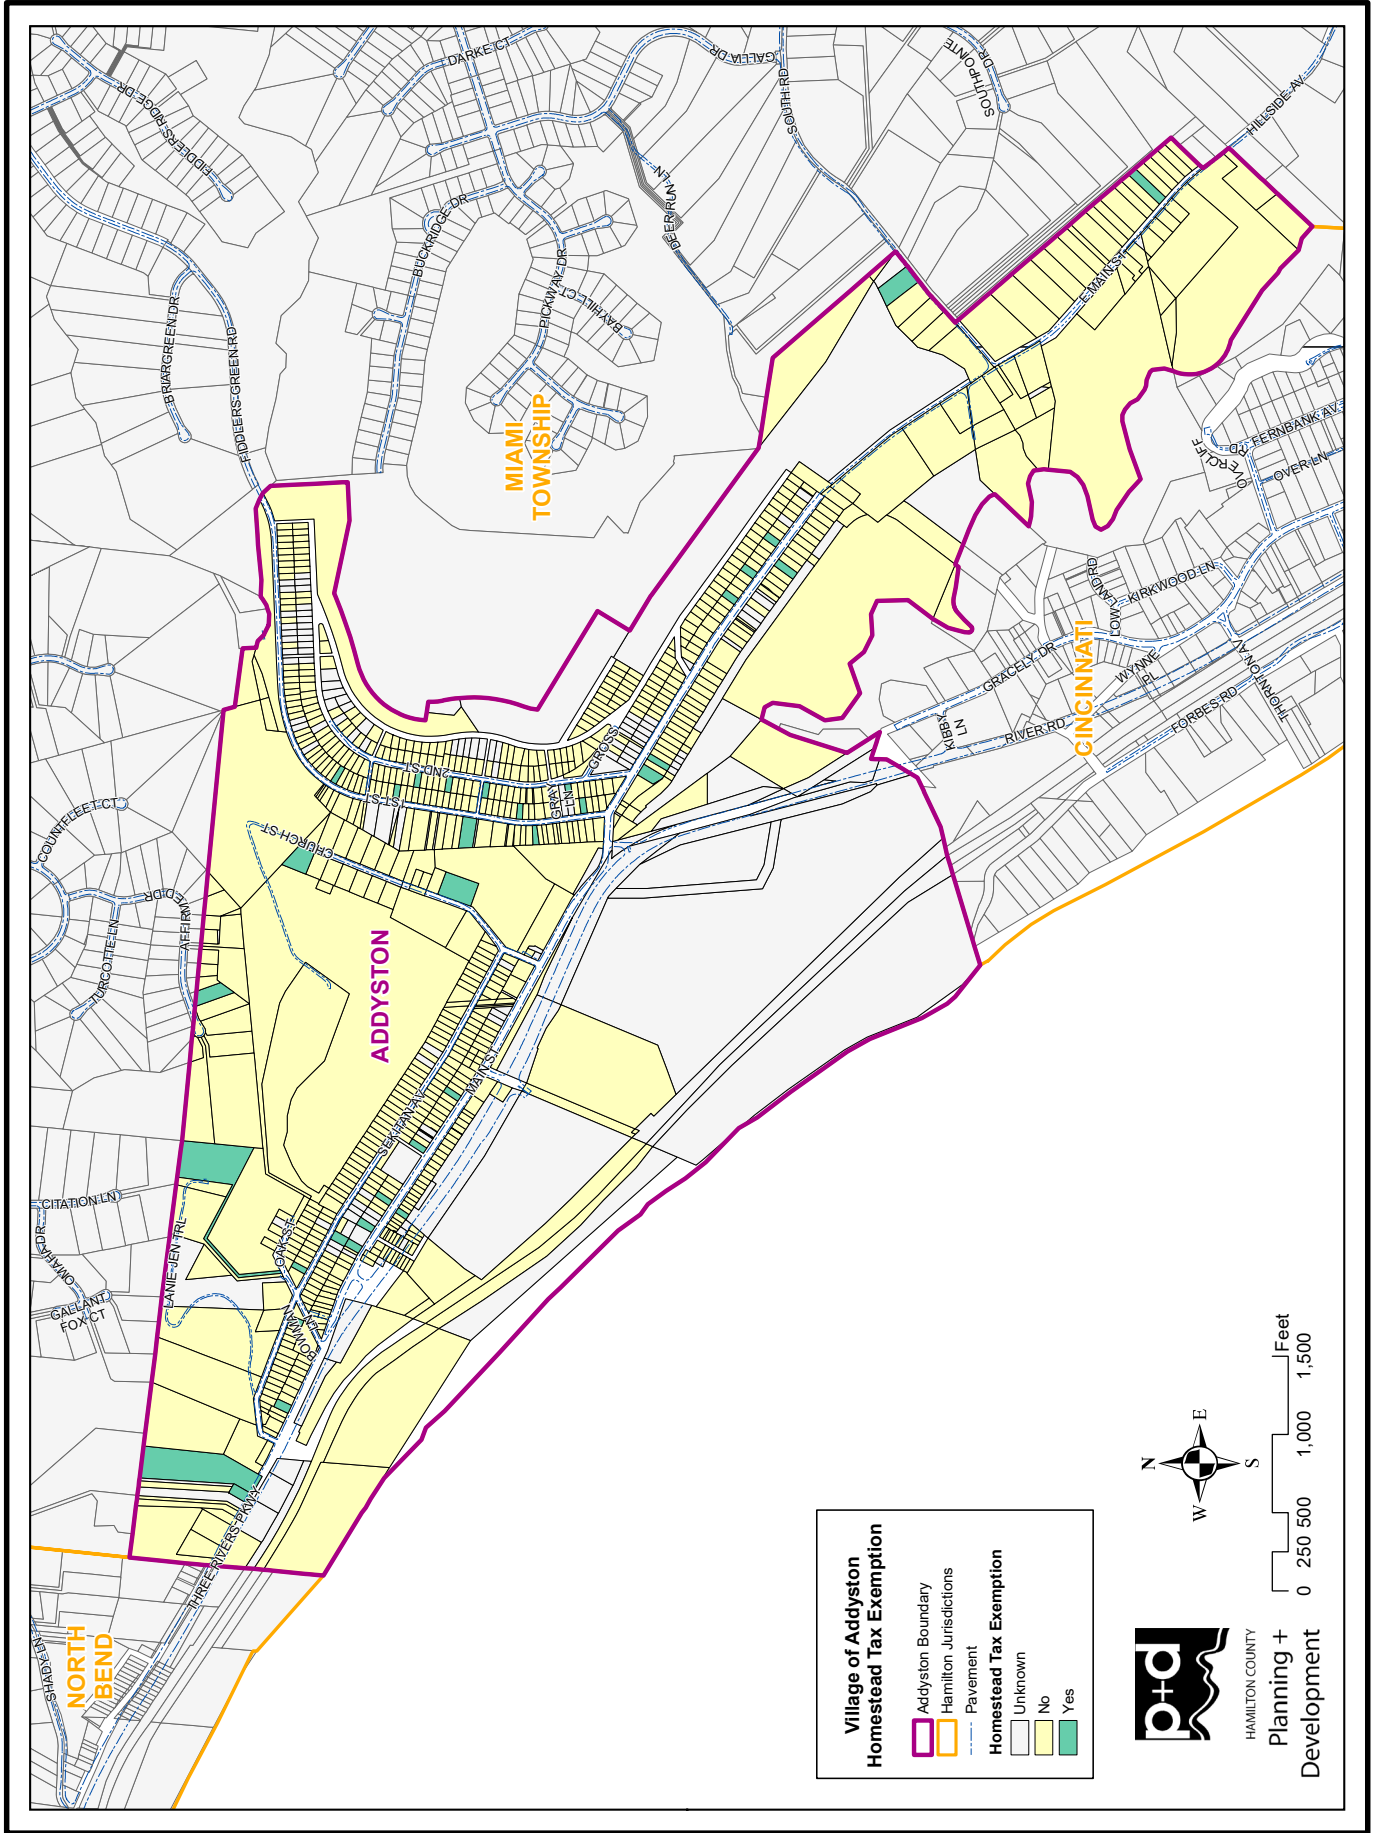 SHADY LN
NORTH
BEND
THREE RIVERS PKWY
OMAHA DR
GALLANT
FOX CT
CITATION LN
LANIE JEN TRL
OAK ST
BOWMAN
LN
TURCOTTE LN
COUNTFLEET CT
AFFIRMED DR
ADDYSTON
SEKITAN AV
MAIN ST
CHURCH ST
1ST ST
2ND ST
GRAY
LN
GROSS
BRIARGREEN DR
FIDDLERS GREEN RD
FIDDLERS RIDGE DR
DARKE CT
BUCKRIDGE DR
PICKWAY DR
BAYHILL CT
MIAMI
TOWNSHIP
DEER RUN LN
GALLIA DR
SOUTH RD
SOUTHPOINTE
DR
HILLSIDE AV
E MAIN ST
OVERCLIFF
RD
FERNBANK AV
OVER LN
KIRKWOOD LN
LOWLAND RD
GRACELY DR
WYNNE
PL
CINCINNATI
KIBBY
LN
RIVER RD
FORBES RD
THORNTON AV
Village of Addyston
Homestead Tax Exemption
Addyston Boundary
Hamilton Jurisdictions
Pavement
Homestead Tax Exemption
Unknown
No
Yes
N
W
E
S
Feet
0 250 500 1,000 1,500
p+d
HAMILTON COUNTY
Planning +
Development